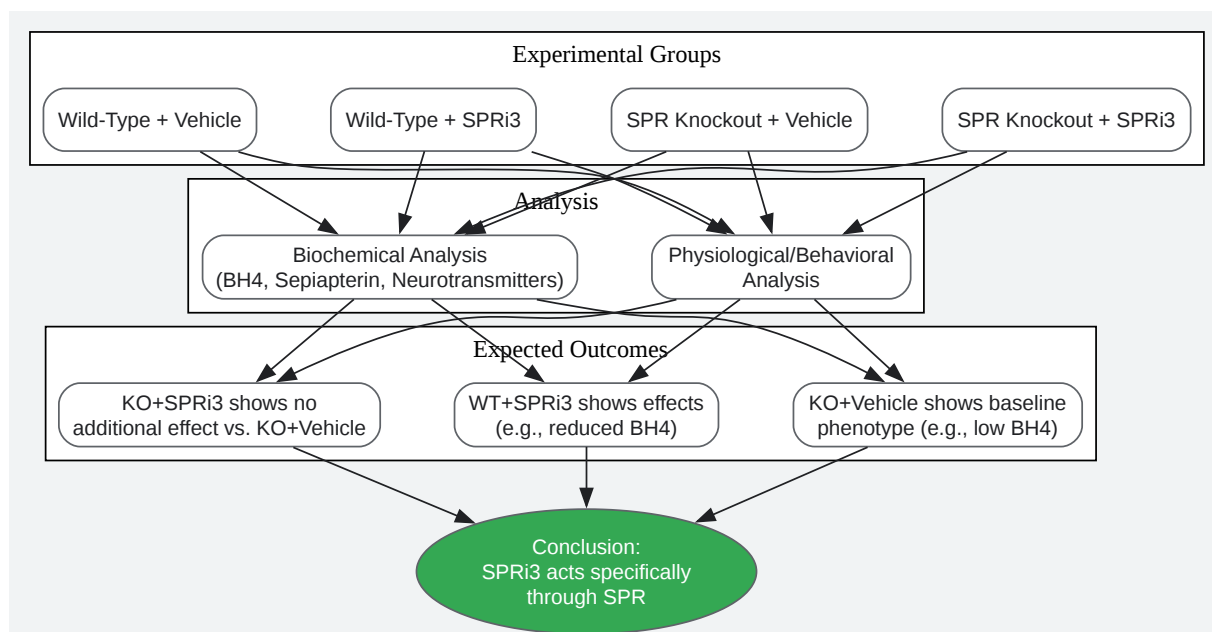 Experimental Groups
Wild-Type + Vehicle
Wild-Type + SPRi3
SPR Knockout + Vehicle
SPR Knockout + SPRi3
Analysis
Biochemical Analysis
(BH4, Sepiapterin, Neurotransmitters)
Physiological/Behavioral
Analysis
Expected Outcomes
KO+SPRi3 shows no
additional effect vs. KO+Vehicle
WT+SPRi3 shows effects
(e.g., reduced BH4)
KO+Vehicle shows baseline
phenotype (e.g., low BH4)
Conclusion:
SPRi3 acts specifically
through SPR